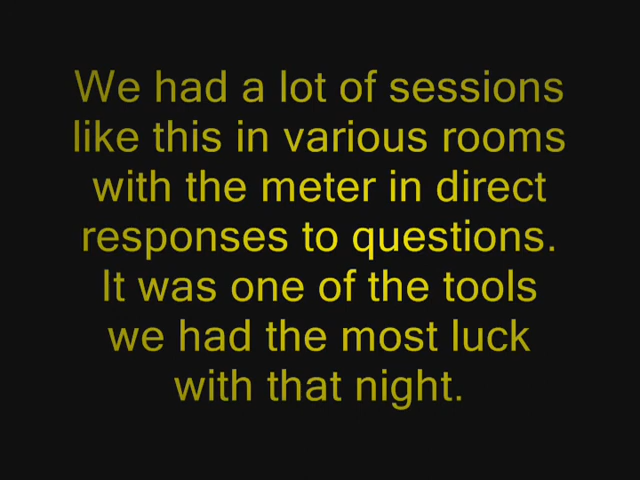 We had a lot of sessions
like this in various rooms
with the meter in direct
responses to questions.
It was one of the tools
we had the most luck
with that night.